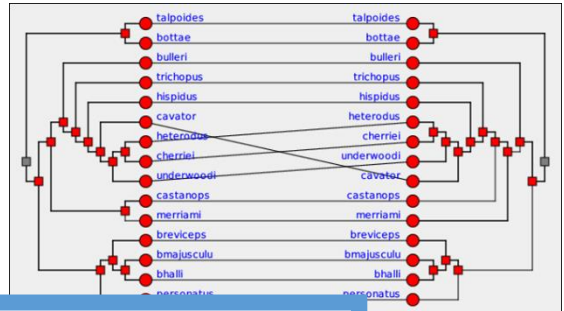 talpoides talpoides
bottae bottae
bulleri bulleri
trichopus trichopus
hispidus hispidus
cavator heterodus
heterodus cherriei
cherriei underwoodi
underwoodi cavator
castanops castanops
merriami merriami
breviceps breviceps
bmajusculu bmajusculu
bhalli bhalli
personatus personatus